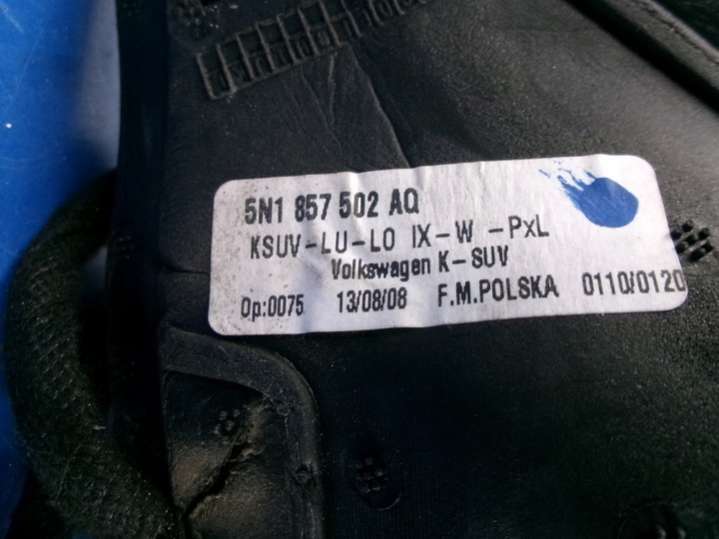 5N1 857 502 AQ
KSUV-LU-LO IX-W -PxL
Volkswagen K-SUV
Op:0075 13/08/08 F.M.POLSKA 0110/0120